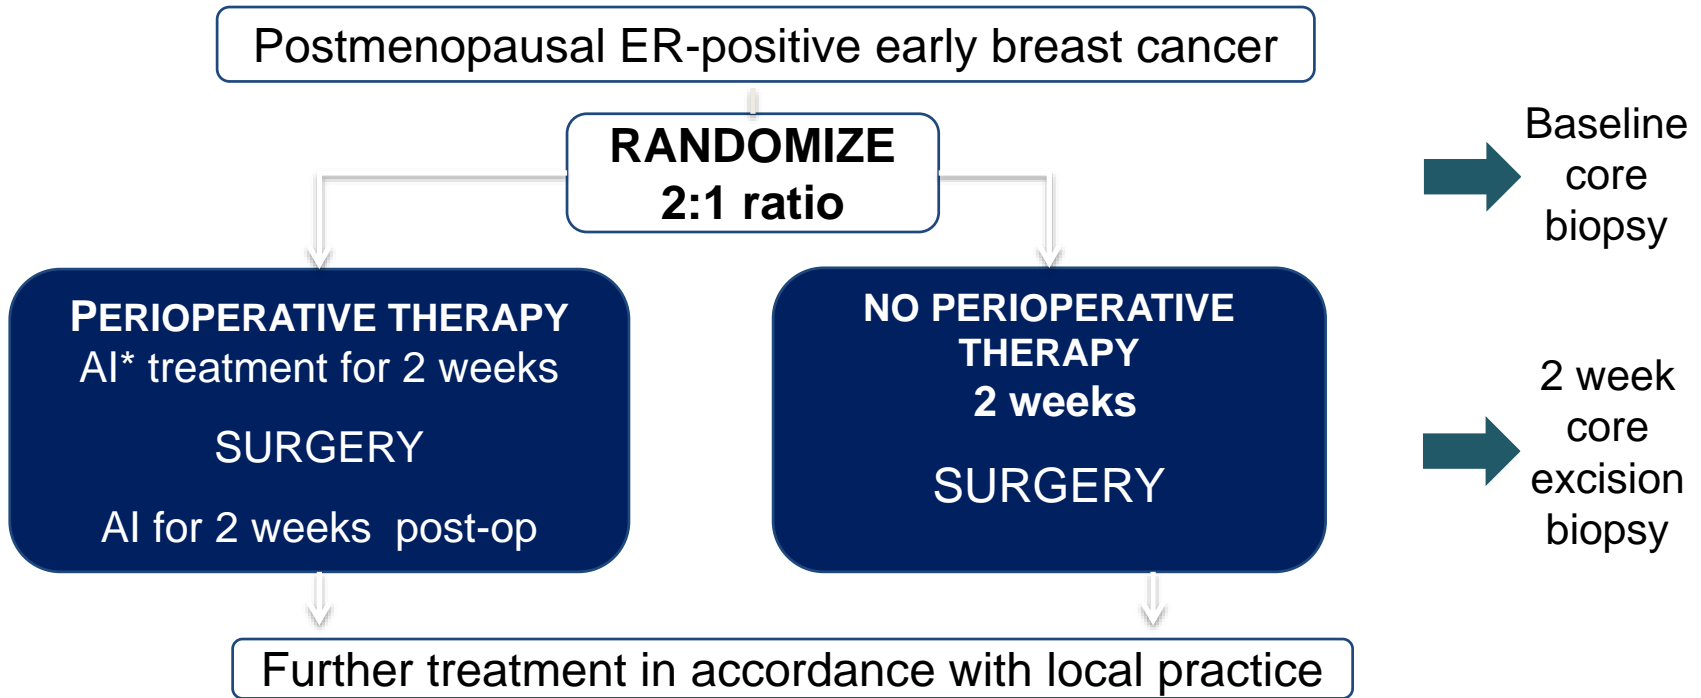 Postmenopausal ER-positive early breast cancer
RANDOMIZE
2:1 ratio
Baseline
core
biopsy
PERIOPERATIVE THERAPY
AI* treatment for 2 weeks
SURGERY
AI for 2 weeks post-op
NO PERIOPERATIVE
THERAPY
2 weeks
SURGERY
2 week
core
excision
biopsy
Further treatment in accordance with local practice